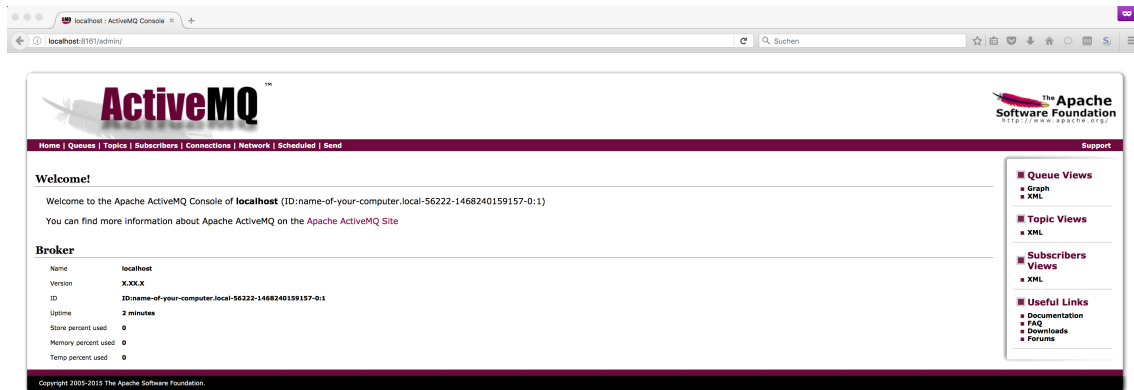 localhost : ActiveMQ Console
localhost:8161/admin/
Suchen
ActiveMQ™
The Apache
Software Foundation
http://www.apache.org/
Home | Queues | Topics | Subscribers | Connections | Network | Scheduled | Send
Support
Welcome!
Welcome to the Apache ActiveMQ Console of localhost (ID:name-of-your-computer.local-56222-1468240159157-0:1)
You can find more information about Apache ActiveMQ on the Apache ActiveMQ Site
Broker
Name localhost
Version X.XX.X
ID ID:name-of-your-computer.local-56222-1468240159157-0:1
Uptime 2 minutes
Store percent used 0
Memory percent used 0
Temp percent used 0
Queue Views
Graph
XML
Topic Views
XML
Subscribers
Views
XML
Useful Links
Documentation
FAQ
Downloads
Forums
Copyright 2005-2015 The Apache Software Foundation.